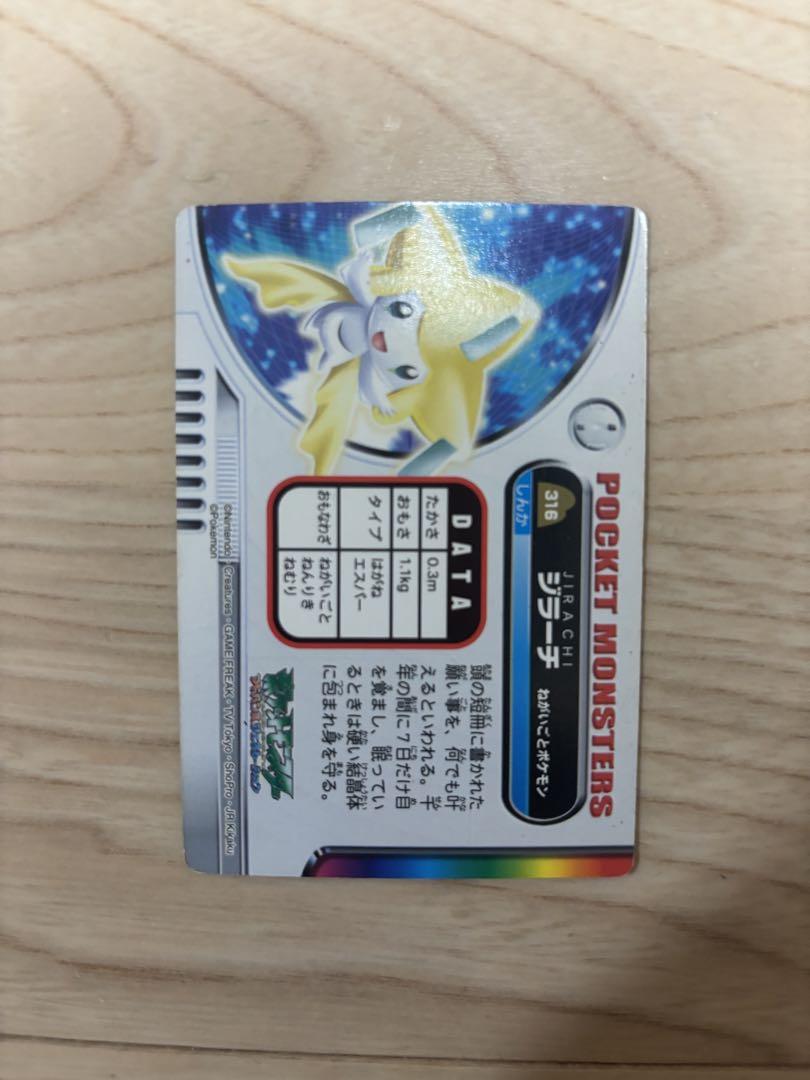 POCKET MONSTERS
316
JIRACHI
ジラーチ
ねがいごとポケモン
しんか
DATA
たかさ 0.3m
おもさ 1.1kg
タイプ はがね
エスパー
おもなわざ ねがいごと
ねんりき
ねむり
頭の短冊に書かれた
願い事を、何でも叶
えるといわれる。千
年の間に7日だけ目
を覚まし、眠ってい
るときは硬い結晶体
に包まれ身を守る。
©Nintendo・Creatures・GAME FREAK・TV Tokyo・ShoPro・JR Kikaku
©Pokémon